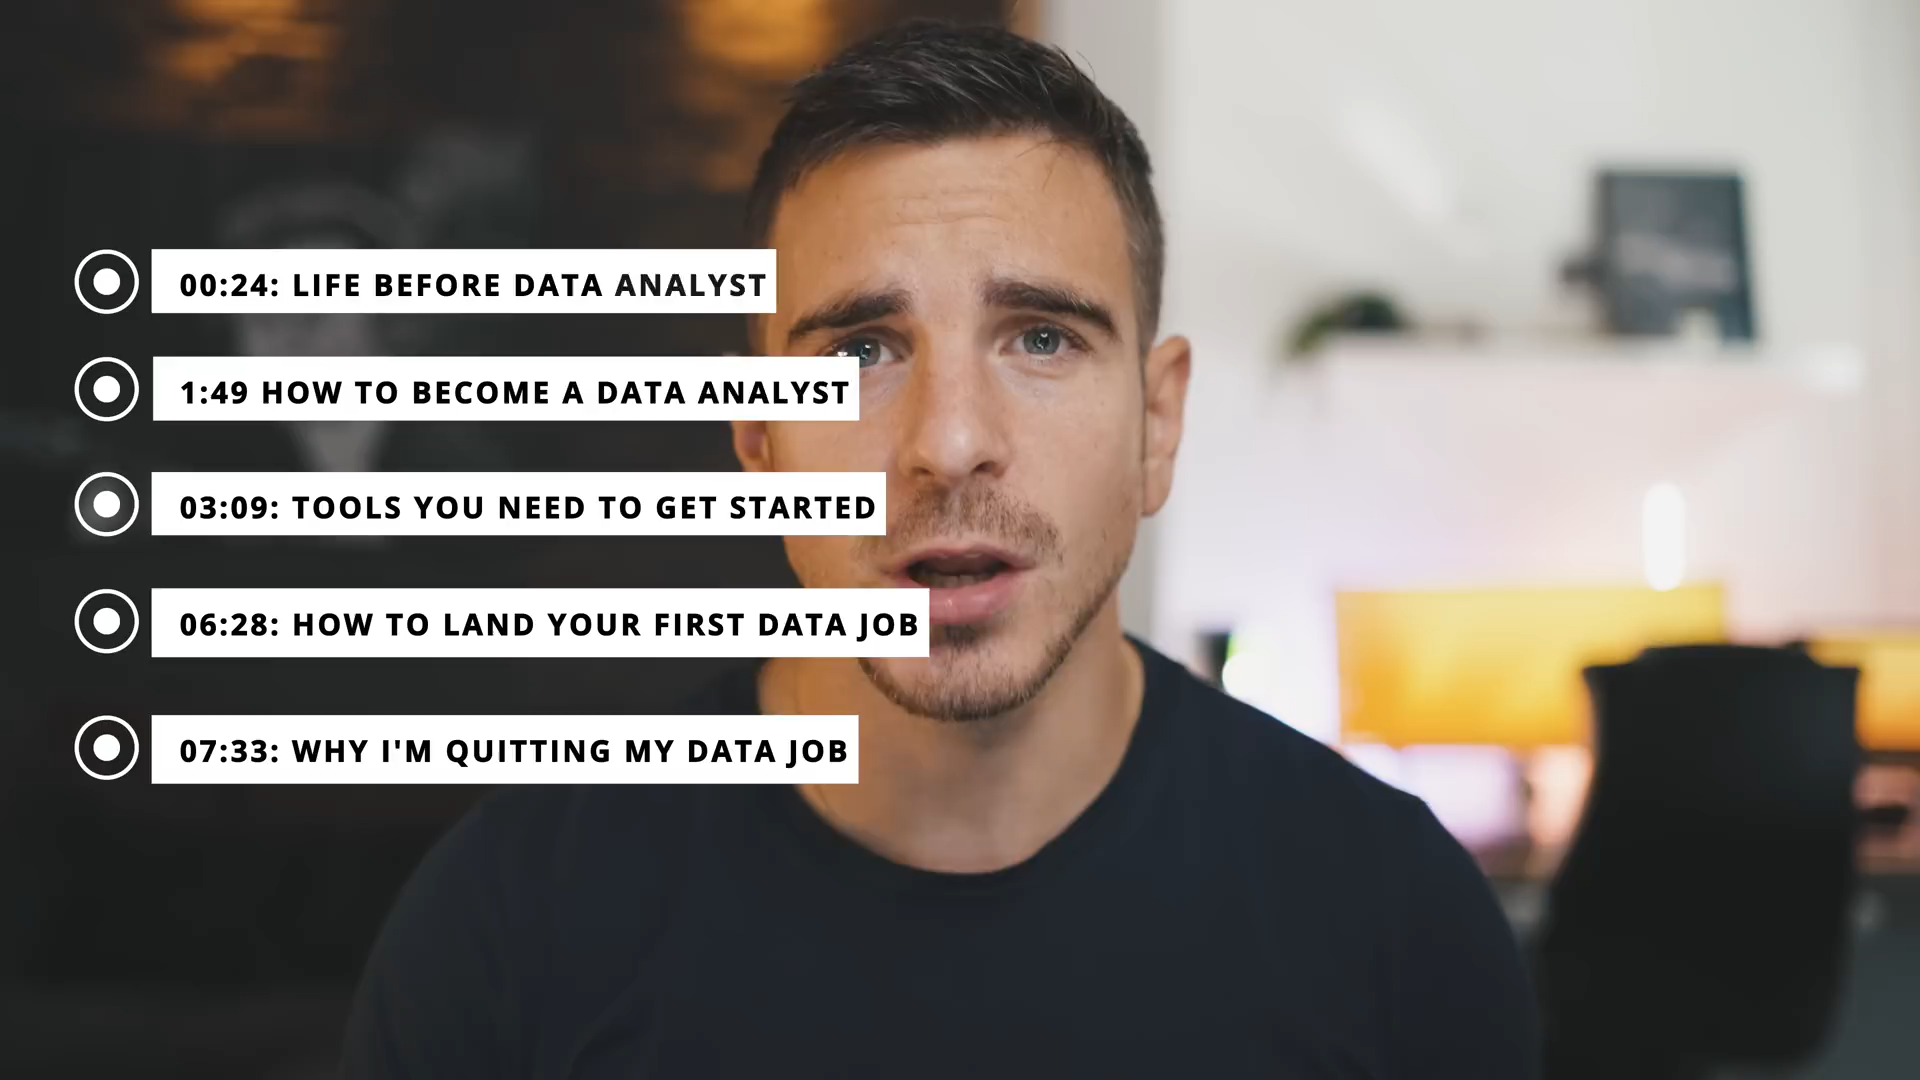 00:24: LIFE BEFORE DATA ANALYST
1:49 HOW TO BECOME A DATA ANALYST
03:09: TOOLS YOU NEED TO GET STARTED
06:28: HOW TO LAND YOUR FIRST DATA JOB
07:33: WHY I'M QUITTING MY DATA JOB